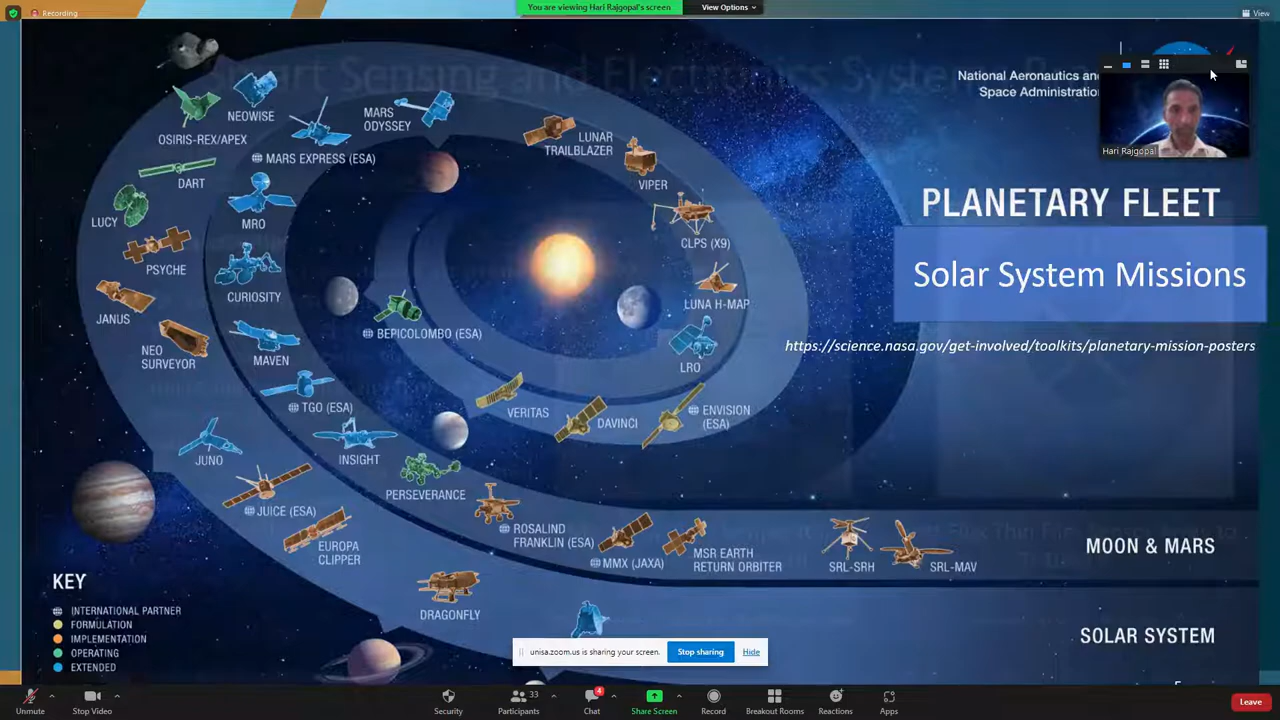 Recording
You are viewing Hari Rajgopal's screen
View Options
View
National Aeronautics and
Space Administration
Hari Rajgopal
NEOWISE
OSIRIS-REX/APEX
MARS
ODYSSEY
MARS EXPRESS (ESA)
LUNAR
TRAILBLAZER
DART
VIPER
LUCY
MRO
PLANETARY FLEET
CLPS (X9)
PSYCHE
Solar System Missions
CURIOSITY
LUNA H-MAP
JANUS
BEPICOLOMBO (ESA)
https://science.nasa.gov/get-involved/toolkits/planetary-mission-posters
NEO
SURVEYOR
MAVEN
LRO
TGO (ESA)
VERITAS
DAVINCI
ENVISION
(ESA)
JUNO
INSIGHT
PERSEVERANCE
JUICE (ESA)
ROSALIND
FRANKLIN (ESA)
EUROPA
CLIPPER
MMX (JAXA)
MSR EARTH
RETURN ORBITER
SRL-SRH
SRL-MAV
MOON & MARS
KEY
DRAGONFLY
INTERNATIONAL PARTNER
FORMULATION
IMPLEMENTATION
OPERATING
EXTENDED
SOLAR SYSTEM
unisa.zoom.us is sharing your screen.
Stop sharing
Hide
Unmute
Stop Video
Security
Participants
33
Chat
4
Share Screen
Record
Breakout Rooms
Reactions
Apps
Leave